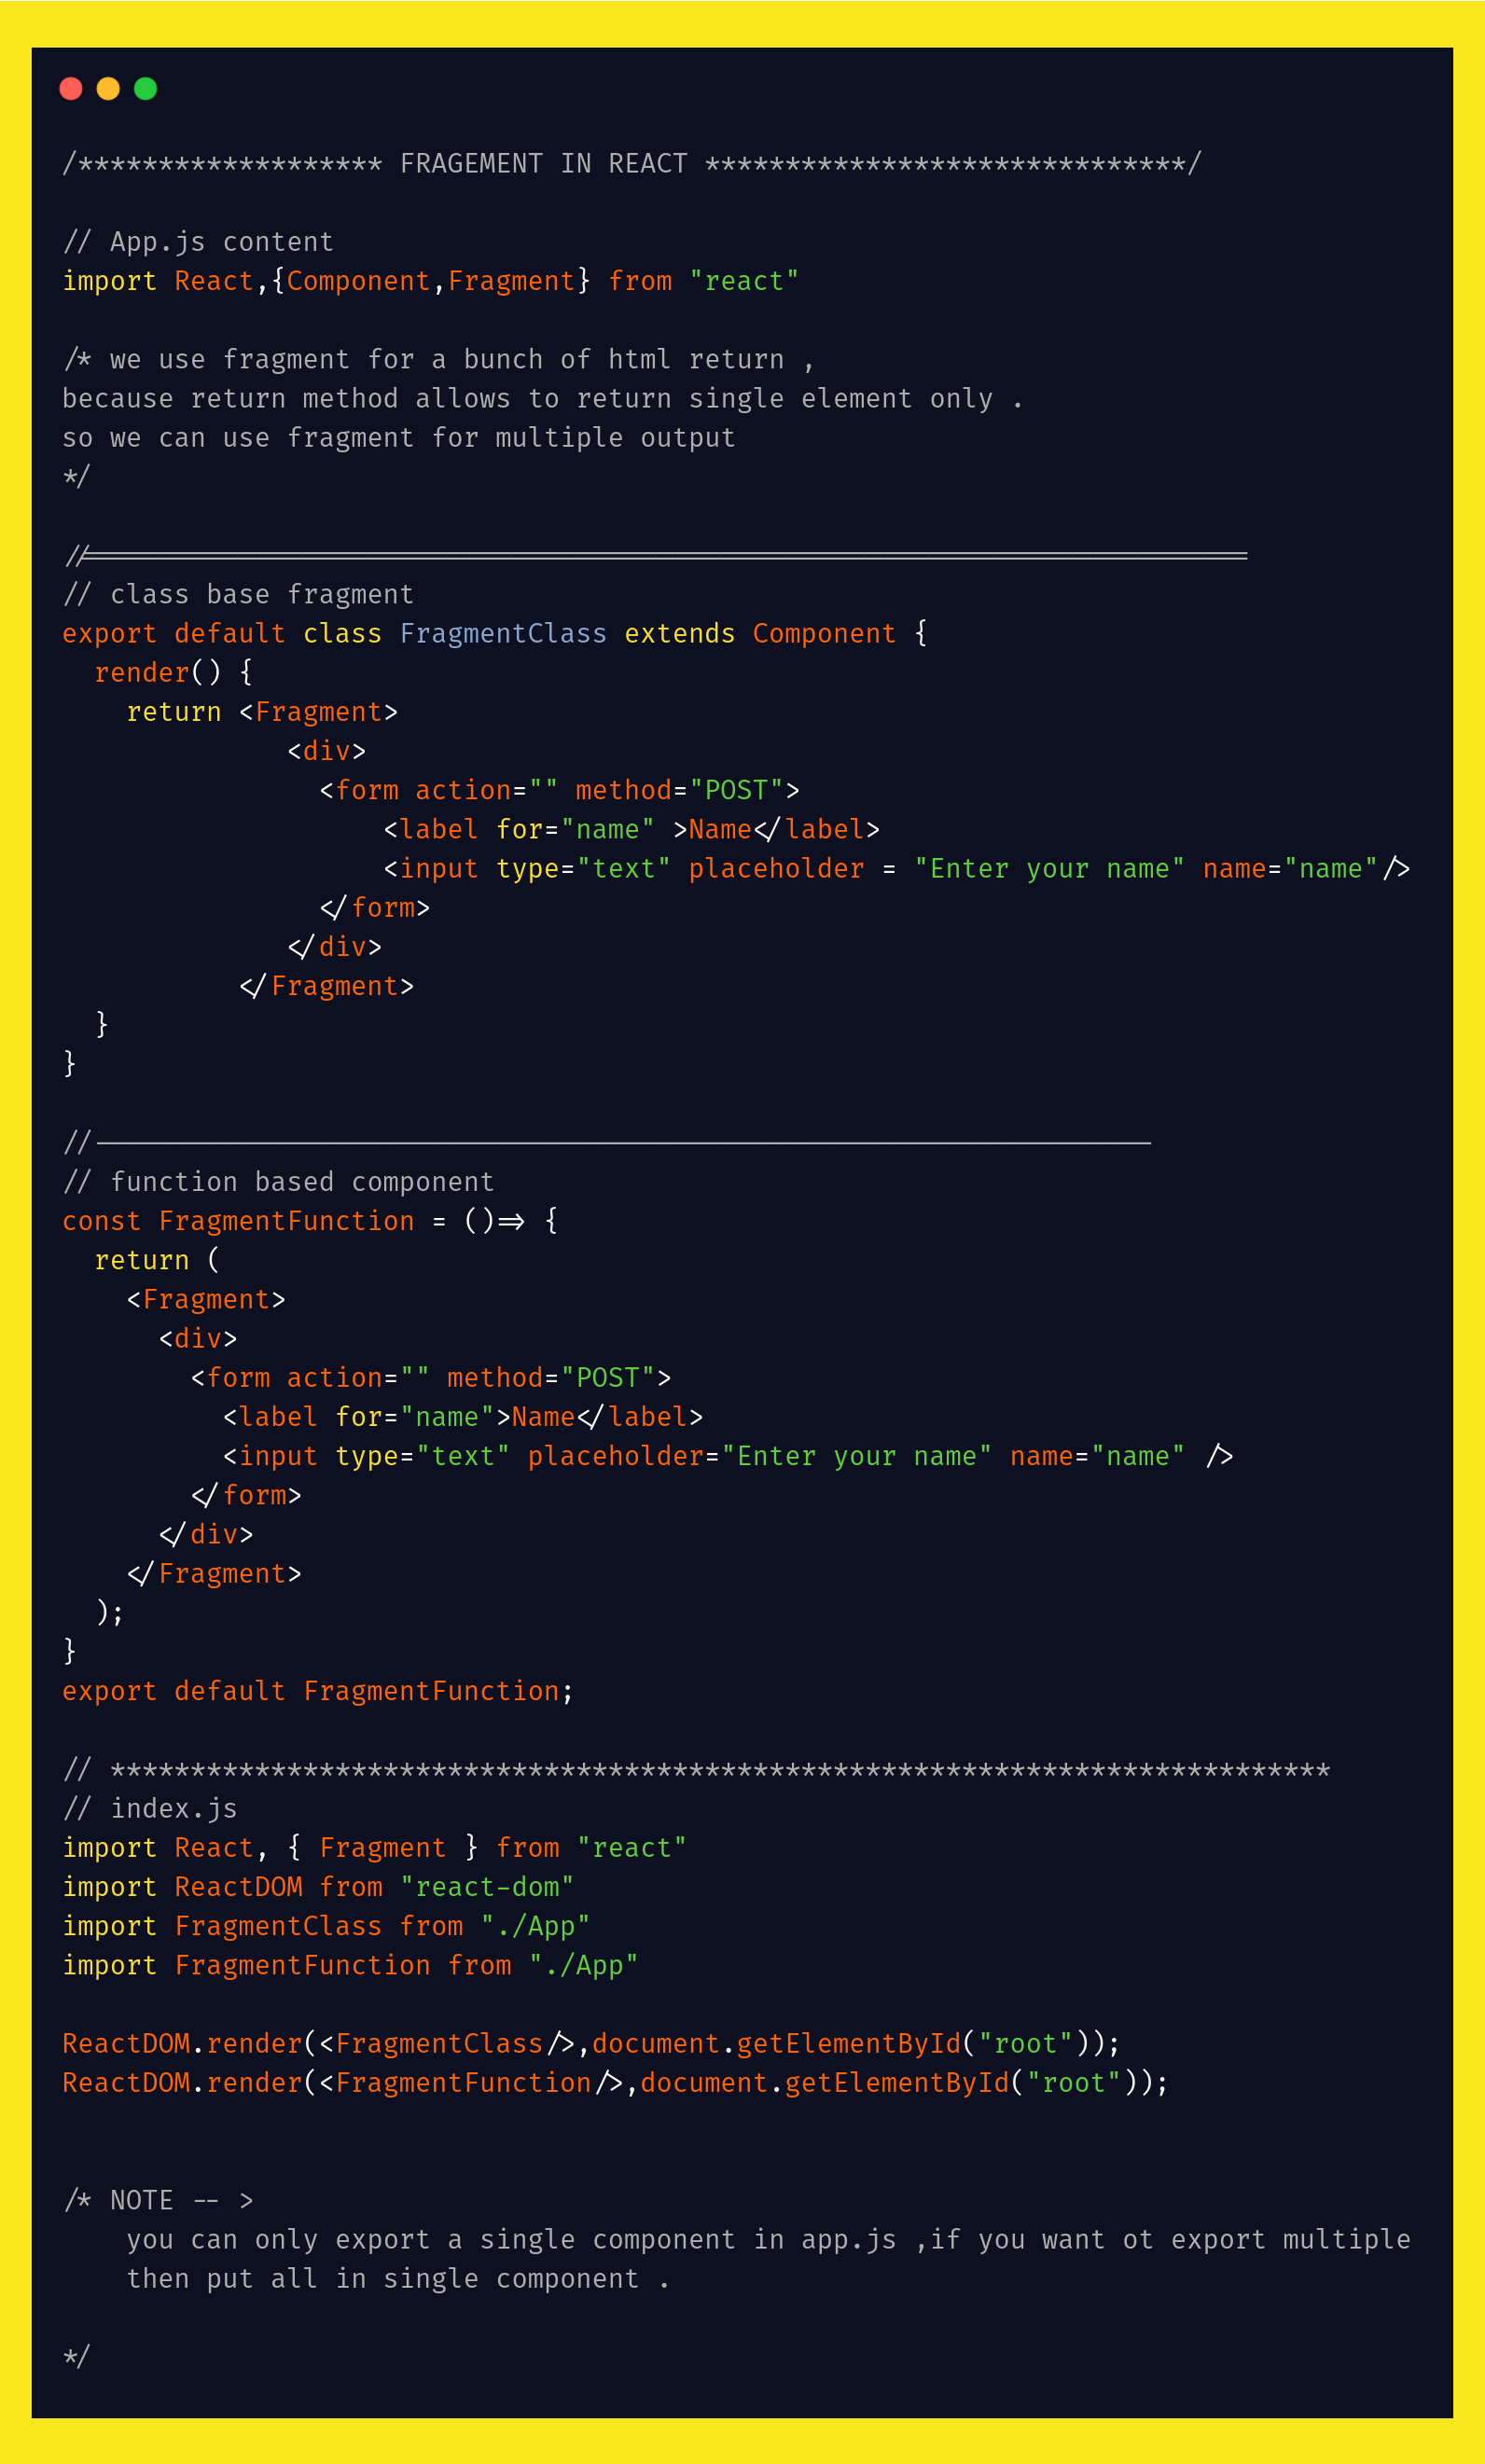 /******************* FRAGEMENT IN REACT ******************************/
// App.js content
import React,{Component,Fragment} from "react"
/* we use fragment for a bunch of html return ,
because return method allows to return single element only .
so we can use fragment for multiple output
*/
//=========================================================================
// class base fragment
export default class FragmentClass extends Component {
  render() {
    return <Fragment>
              <div>
                <form action="" method="POST">
                    <label for="name" >Name</label>
                    <input type="text" placeholder = "Enter your name" name="name"/>
                </form>
              </div>
           </Fragment>
  }
}
//------------------------------------------------------------------
// function based component
const FragmentFunction = ()=> {
  return (
    <Fragment>
      <div>
        <form action="" method="POST">
          <label for="name">Name</label>
          <input type="text" placeholder="Enter your name" name="name" />
        </form>
      </div>
    </Fragment>
  );
}
export default FragmentFunction;
// ****************************************************************************
// index.js
import React, { Fragment } from "react"
import ReactDOM from "react-dom"
import FragmentClass from "./App"
import FragmentFunction from "./App"
ReactDOM.render(<FragmentClass/>,document.getElementById("root"));
ReactDOM.render(<FragmentFunction/>,document.getElementById("root"));
/* NOTE -- >
    you can only export a single component in app.js ,if you want ot export multiple
    then put all in single component .
*/